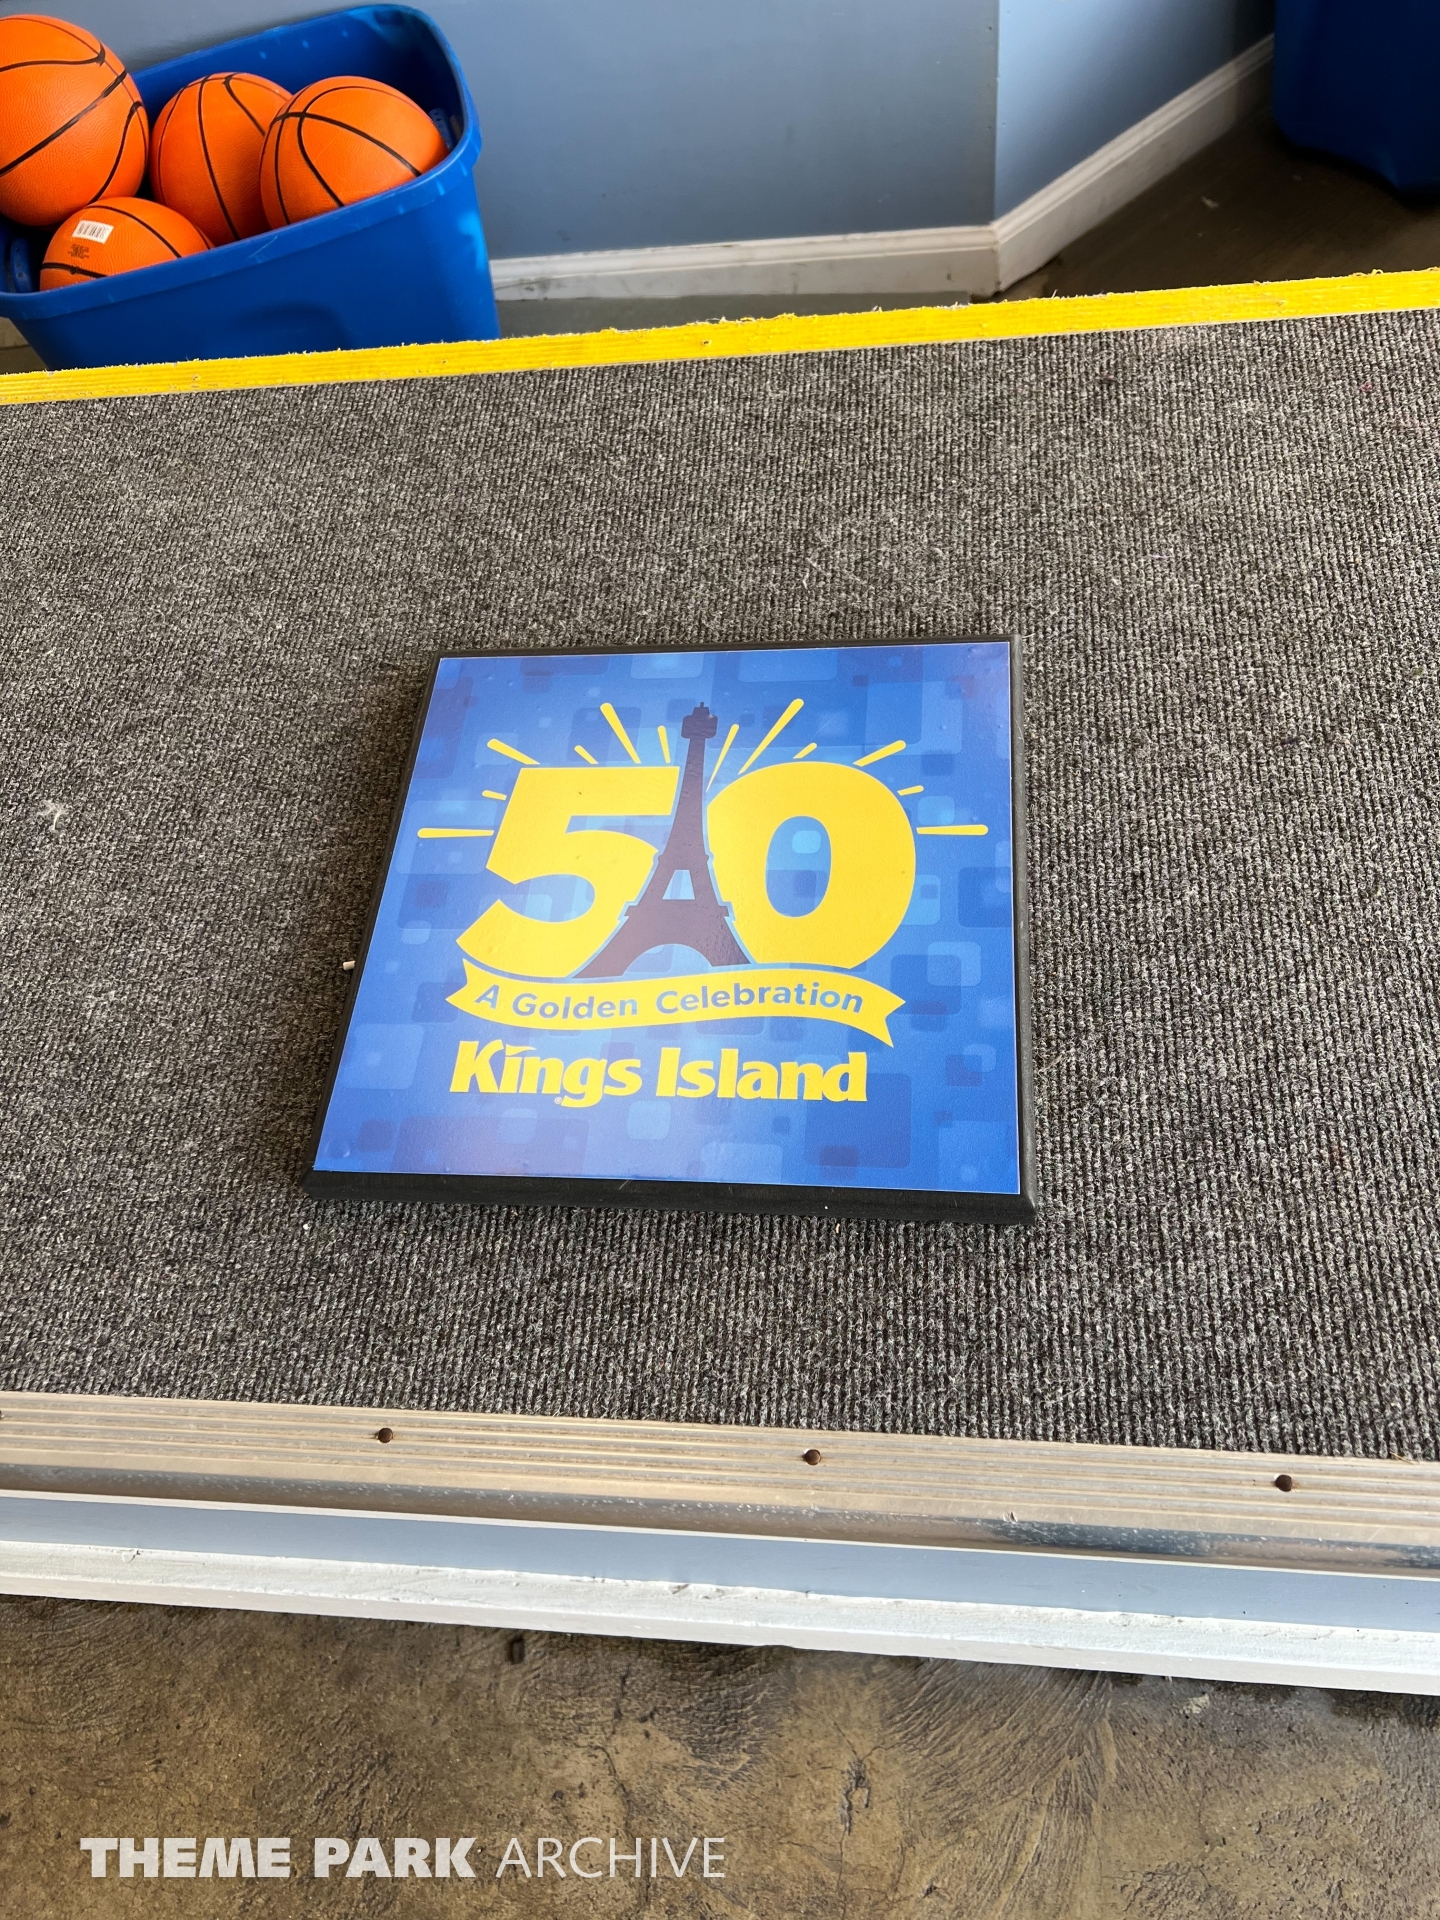 50
A Golden Celebration
Kings Island
THEME PARK ARCHIVE